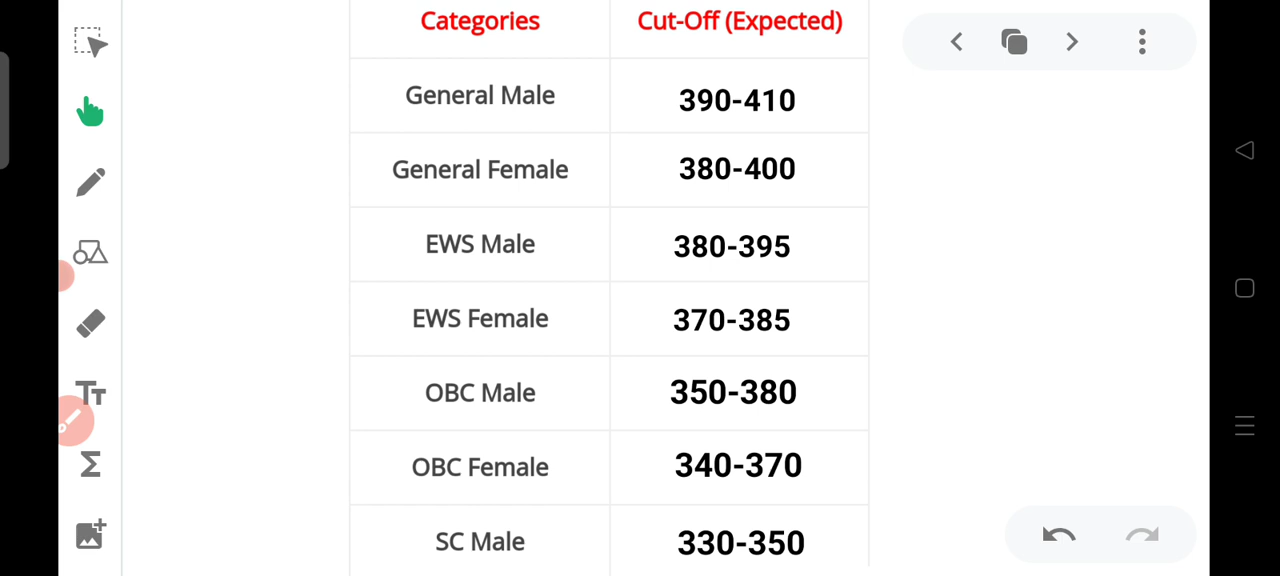 Categories Cut-Off (Expected)
General Male 390-410
General Female 380-400
EWS Male 380-395
EWS Female 370-385
OBC Male 350-380
OBC Female 340-370
SC Male 330-350